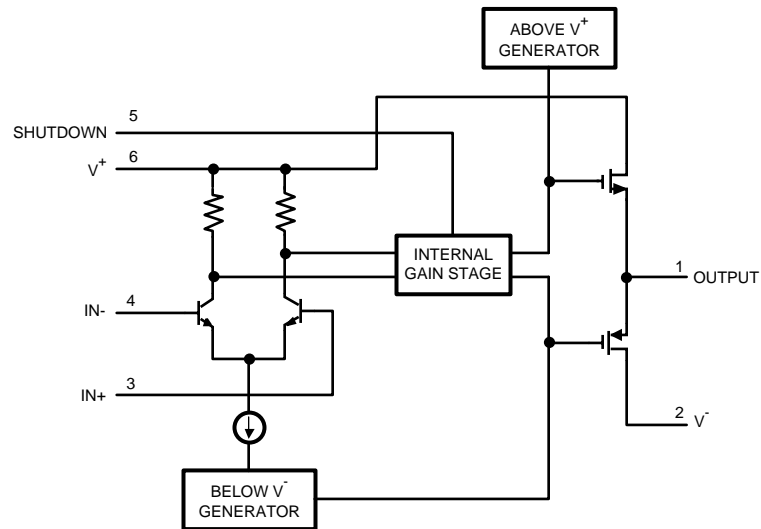 ABOVE V+
GENERATOR
5
SHUTDOWN
6
V+
INTERNAL
GAIN STAGE
1
OUTPUT
4
IN-
3
IN+
2
V-
BELOW V-
GENERATOR